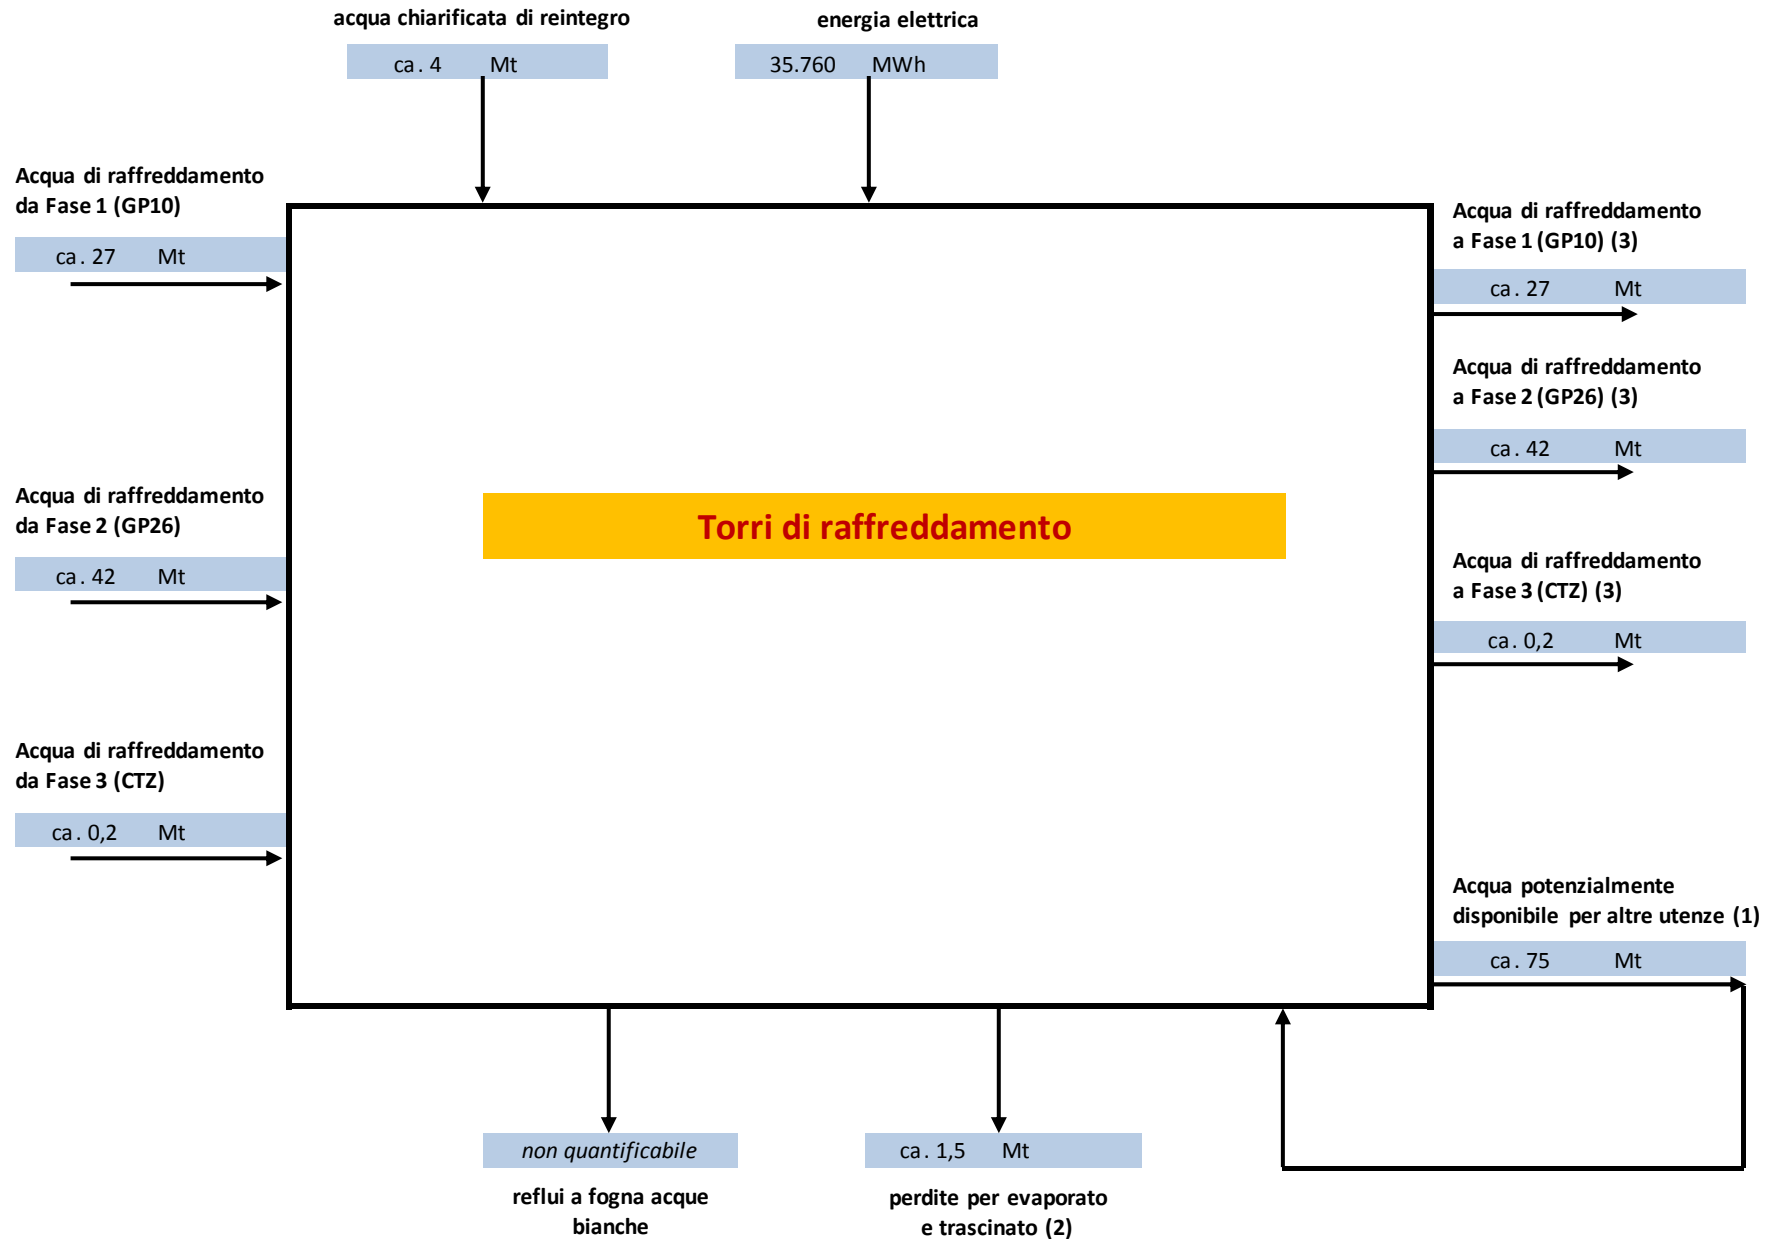 acqua chiarificata di reintegro
ca. 4 Mt
energia elettrica
35.760 MWh
Acqua di raffreddamento
da Fase 1 (GP10)
ca. 27 Mt
Acqua di raffreddamento
da Fase 2 (GP26)
ca. 42 Mt
Acqua di raffreddamento
da Fase 3 (CTZ)
ca. 0,2 Mt
Torri di raffreddamento
Acqua di raffreddamento
a Fase 1 (GP10) (3)
ca. 27 Mt
Acqua di raffreddamento
a Fase 2 (GP26) (3)
ca. 42 Mt
Acqua di raffreddamento
a Fase 3 (CTZ) (3)
ca. 0,2 Mt
Acqua potenzialmente
disponibile per altre utenze (1)
ca. 75 Mt
non quantificabile
reflui a fogna acque
bianche
ca. 1,5 Mt
perdite per evaporato
e trascinato (2)